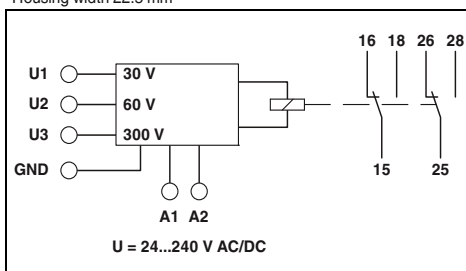 Housing width 22.5 mm
16 18 26 28
U1 30 V
U2 60 V
U3 300 V
GND
15 25
A1 A2
U = 24...240 V AC/DC